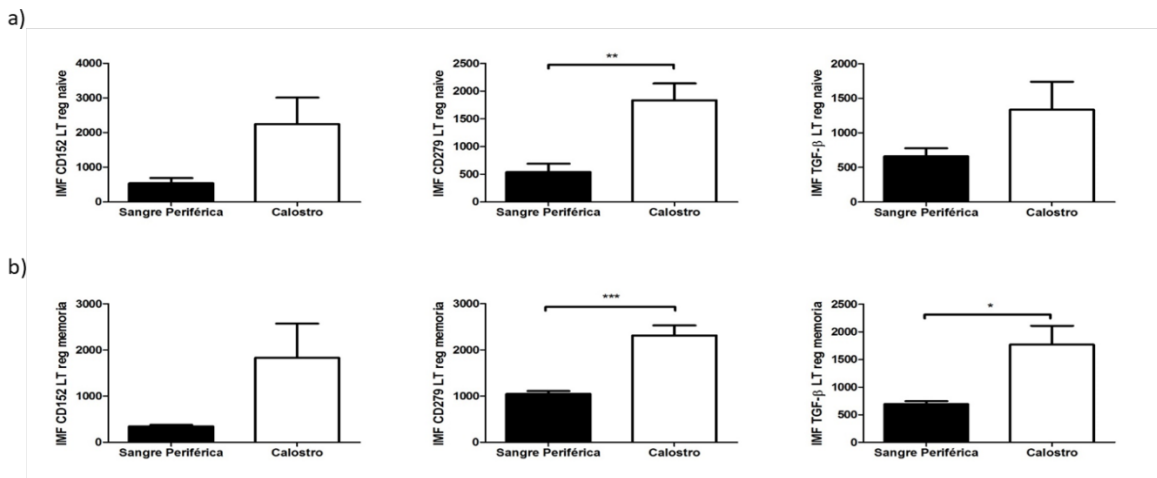 a)
IMF CD152 LT reg naive
4000
3000
2000
1000
0
Sangre Periférica
Calostro
IMF CD279 LT reg naive
2500
2000
1500
1000
500
0
**
Sangre Periférica
Calostro
IMF TGF-β LT reg naive
2000
1500
1000
500
0
Sangre Periférica
Calostro
b)
IMF CD152 LT reg memoria
3000
2000
1000
0
Sangre Periférica
Calostro
IMF CD279 LT reg memoria
3000
2000
1000
0
***
Sangre Periférica
Calostro
IMF TGF-β LT reg memoria
2500
2000
1500
1000
500
0
*
Sangre Periférica
Calostro